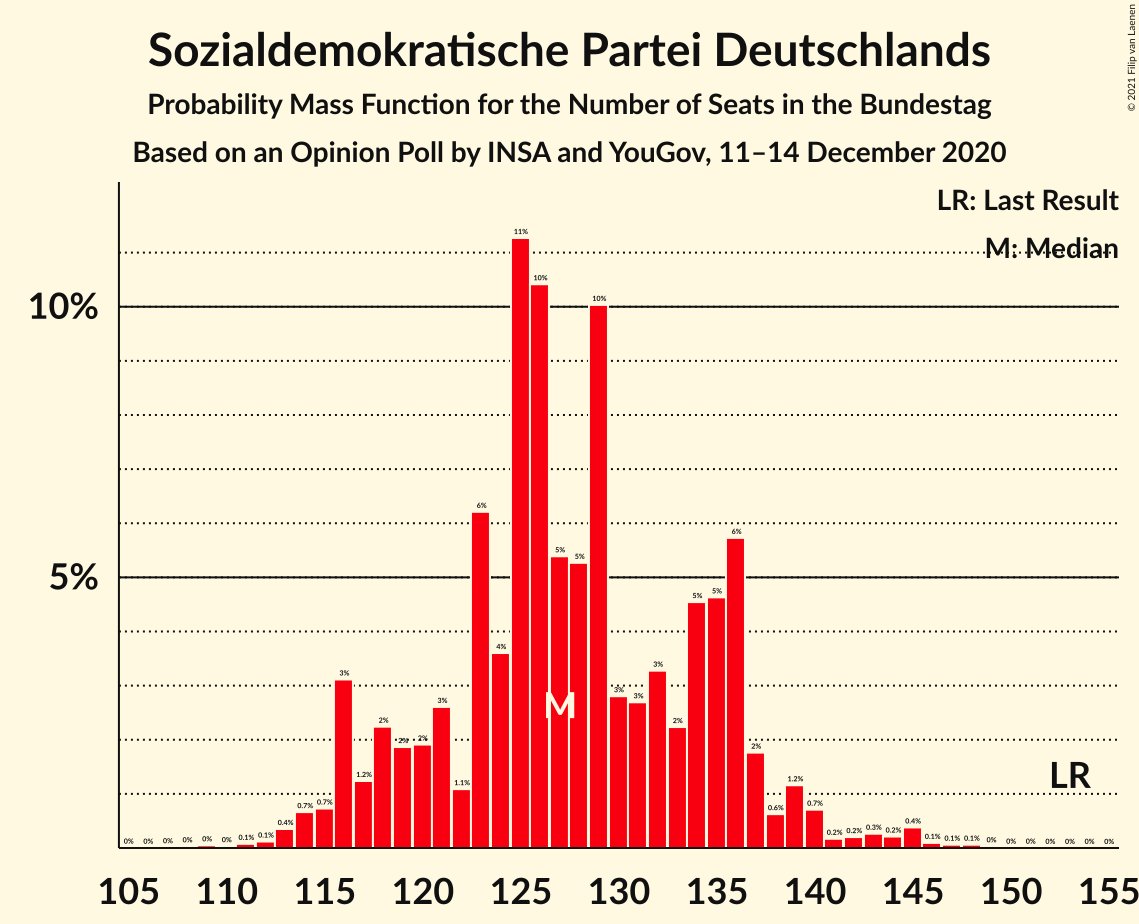 Sozialdemokratische Partei Deutschlands
Probability Mass Function for the Number of Seats in the Bundestag
Based on an Opinion Poll by INSA and YouGov, 11–14 December 2020
© 2021 Filip van Laenen
LR: Last Result
M: Median
10%
5%
0% 0% 0% 0% 0% 0% 0.1% 0.1% 0.4% 0.7% 0.7% 3% 1.2% 2% 2% 2% 3% 1.1% 6% 4% 11% 10% 5% 5% 10% 3% 3% 3% 2% 5% 5% 6% 2% 0.6% 1.2% 0.7% 0.2% 0.2% 0.3% 0.2% 0.4% 0.1% 0.1% 0.1% 0% 0% 0% 0% 0% 0% 0%
M
LR
105 110 115 120 125 130 135 140 145 150 155